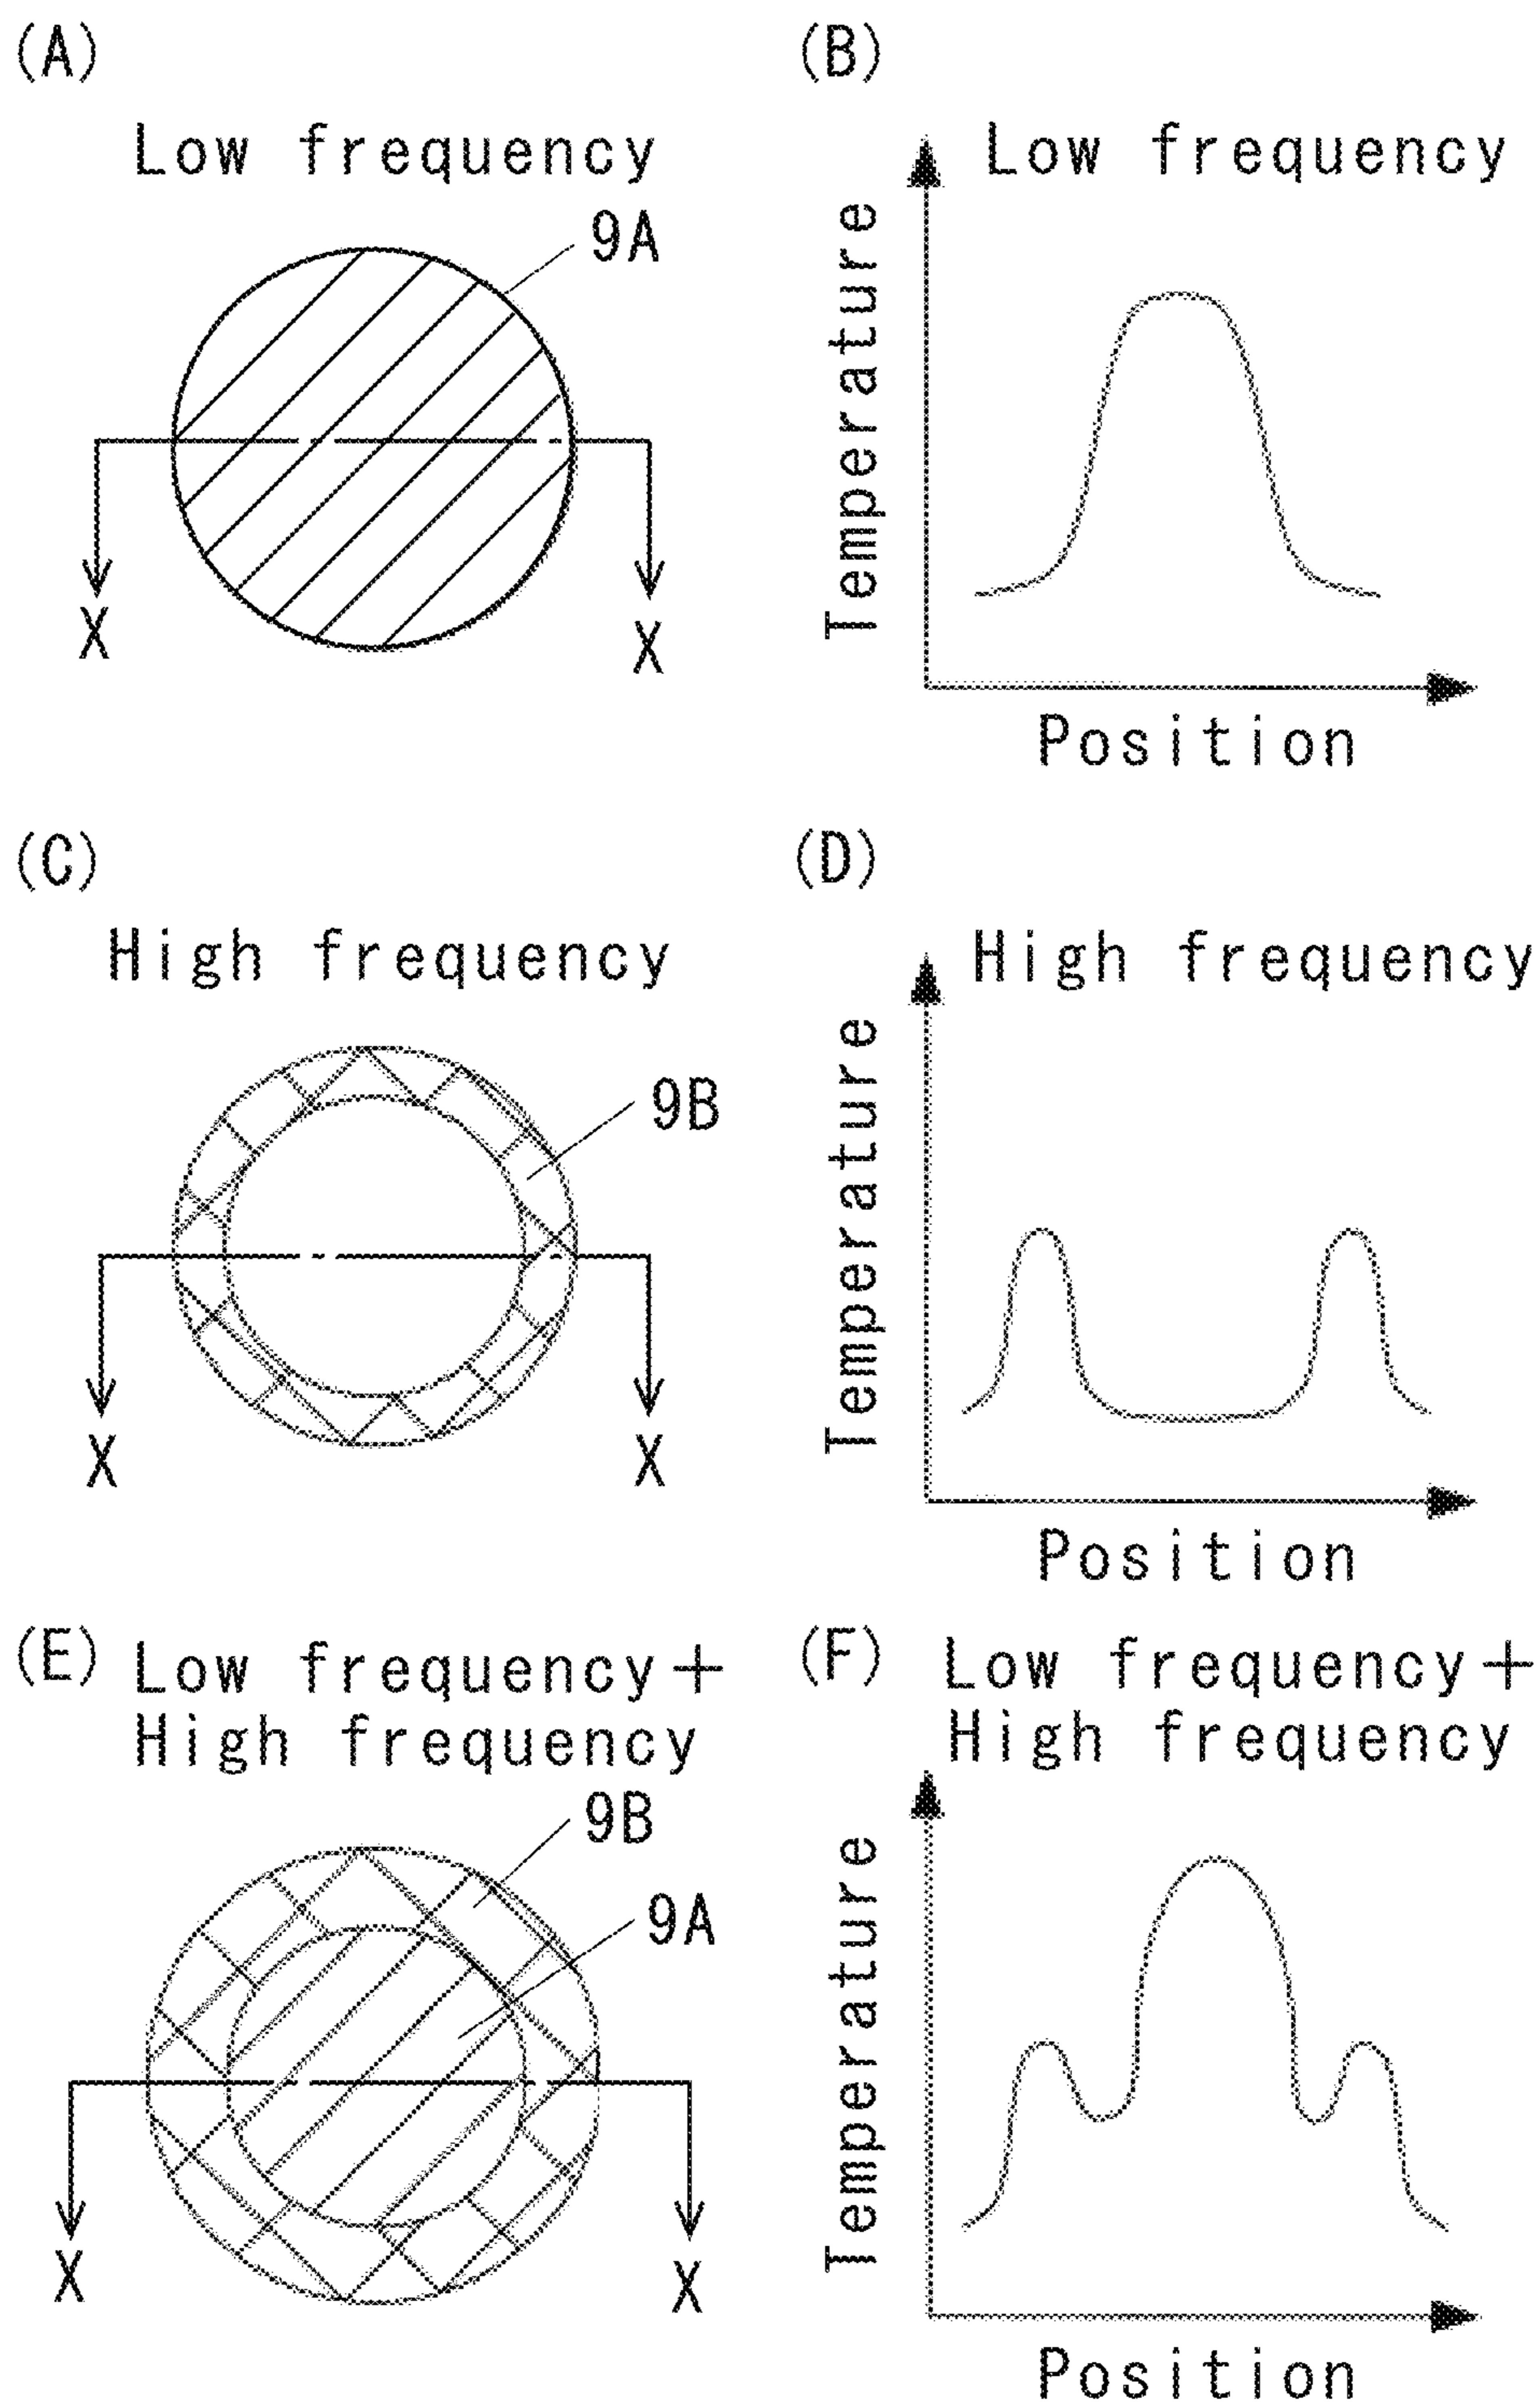 (A)
Low frequency
9A
X
X
(B)
Low frequency
Temperature
Position
(C)
High frequency
9B
X
X
(D)
High frequency
Temperature
Position
(E)
Low frequency+
High frequency
9B
9A
X
X
(F)
Low frequency+
High frequency
Temperature
Position